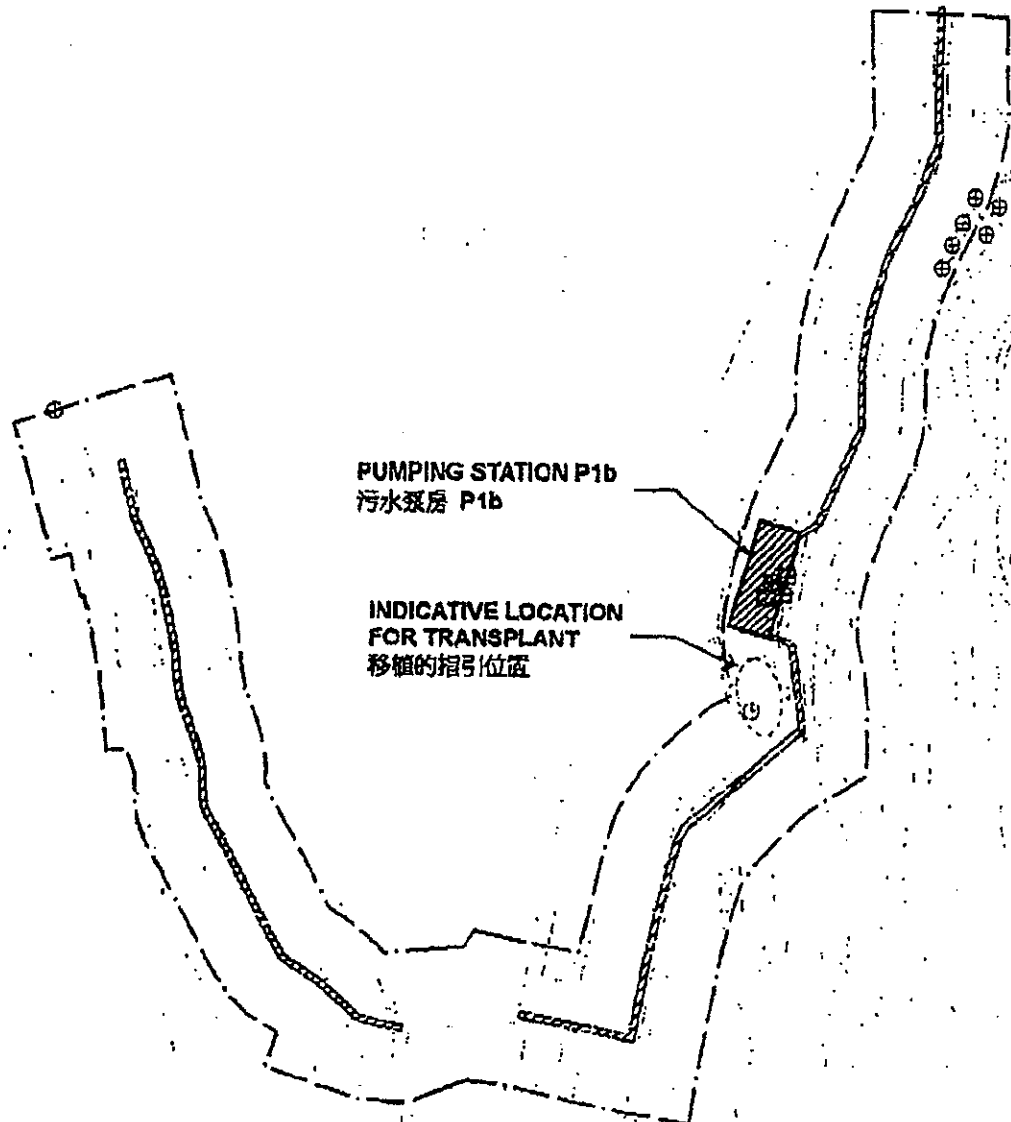 PUMPING STATION P1b
污水泵房 P1b
INDICATIVE LOCATION
FOR TRANSPLANT
移植的指引位置